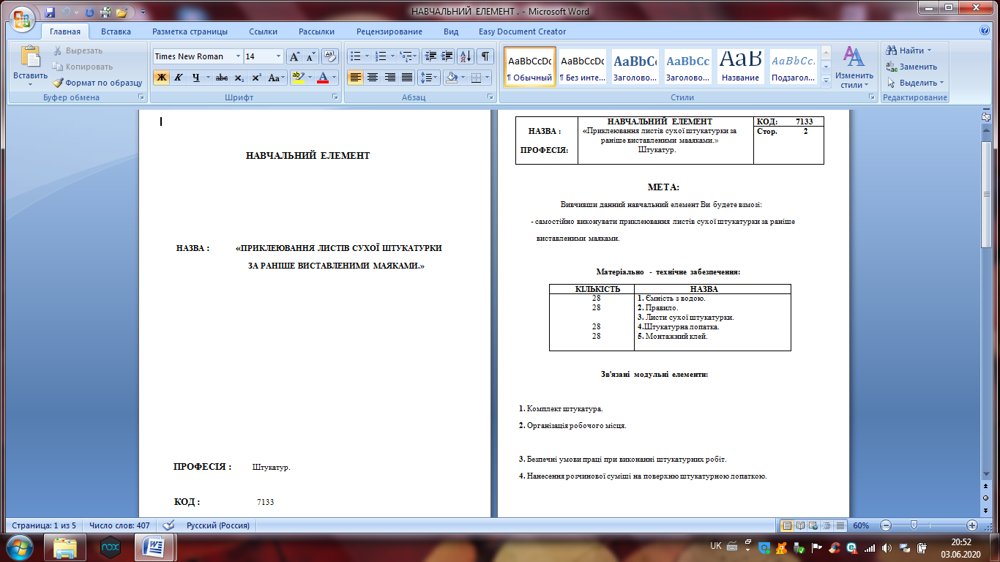 НАВЧАЛЬНИЙ ЕЛЕМЕНТ . - Microsoft Word
Главная Вставка Разметка страницы Ссылки Рассылки Рецензирование Вид Easy Document Creator
Вставить
Вырезать
Копировать
Формат по образцу
Буфер обмена
Times New Roman 14
Ж К Ч abc x₂ x² Aa
Шрифт
Абзац
AaBbCcDc AaBbCcDc AaBbC AaBbCc AaB AaBbCc.
¶ Обычный ¶ Без инте... Заголово... Заголово... Название Подзагол...
Изменить стили
Стили
Найти
Заменить
Выделить
Редактирование
НАВЧАЛЬНИЙ ЕЛЕМЕНТ
НАЗВА : «ПРИКЛЕЮВАННЯ ЛИСТІВ СУХОЇ ШТУКАТУРКИ
ЗА РАНІШЕ ВИСТАВЛЕНИМИ МАЯКАМИ.»
ПРОФЕСІЯ : Штукатур.
КОД : 7133
НАЗВА :
ПРОФЕСІЯ:
НАВЧАЛЬНИЙ ЕЛЕМЕНТ
«Приклеювання листів сухої штукатурки за
раніше виставленими мааяками.»
Штукатур.
КОД: 7133
Стор. 2
МЕТА:
Вивчивши данний навчальний елемент Ви будете взмозі:
- самостійно виконувати приклеювання листів сухої штукатурки за раніше
виставленими маяками.
Матеріально - технічне забезпечення:
КІЛЬКІСТЬ НАЗВА
28 1. Ємність з водою.
28 2. Правило.
3. Листи сухої штукатурки.
28 4.Штукатурна лопатка.
28 5. Монтажний клей.
Зв'язані модульні елементи:
1. Комплект штукатура.
2. Організація робочого місця.
3. Безпечні умови праці при виконанні штукатурних робіт.
4. Нанесення розчинової суміші на поверхню штукатурною лопаткою.
Страница: 1 из 5 Число слов: 407 Русский (Россия) 60%
nox UK 20:52
03.06.2020